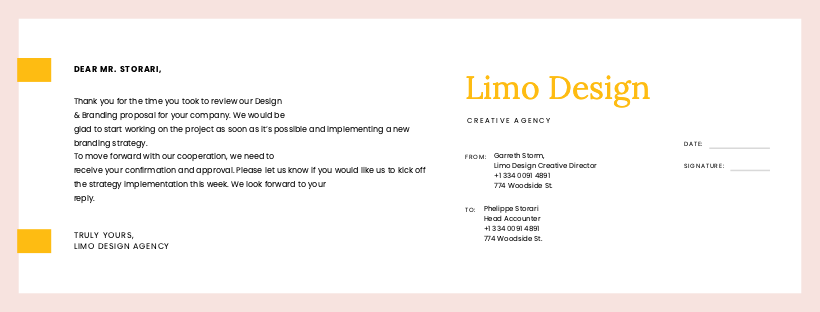 DEAR MR. STORARI,
Thank you for the time you took to review our Design
& Branding proposal for your company. We would be
glad to start working on the project as soon as it's possible and implementing a new
branding strategy.
To move forward with our cooperation, we need to
receive your confirmation and approval. Please let us know if you would like us to kick off
the strategy implementation this week. We look forward to your
reply.
TRULY YOURS,
LIMO DESIGN AGENCY
Limo Design
CREATIVE AGENCY
FROM: Garreth Storm,
Limo Design Creative Director
+1 334 0091 4891
774 Woodside St.
TO: Phelippe Storari
Head Accounter
+1 334 0091 4891
774 Woodside St.
DATE:
SIGNATURE: